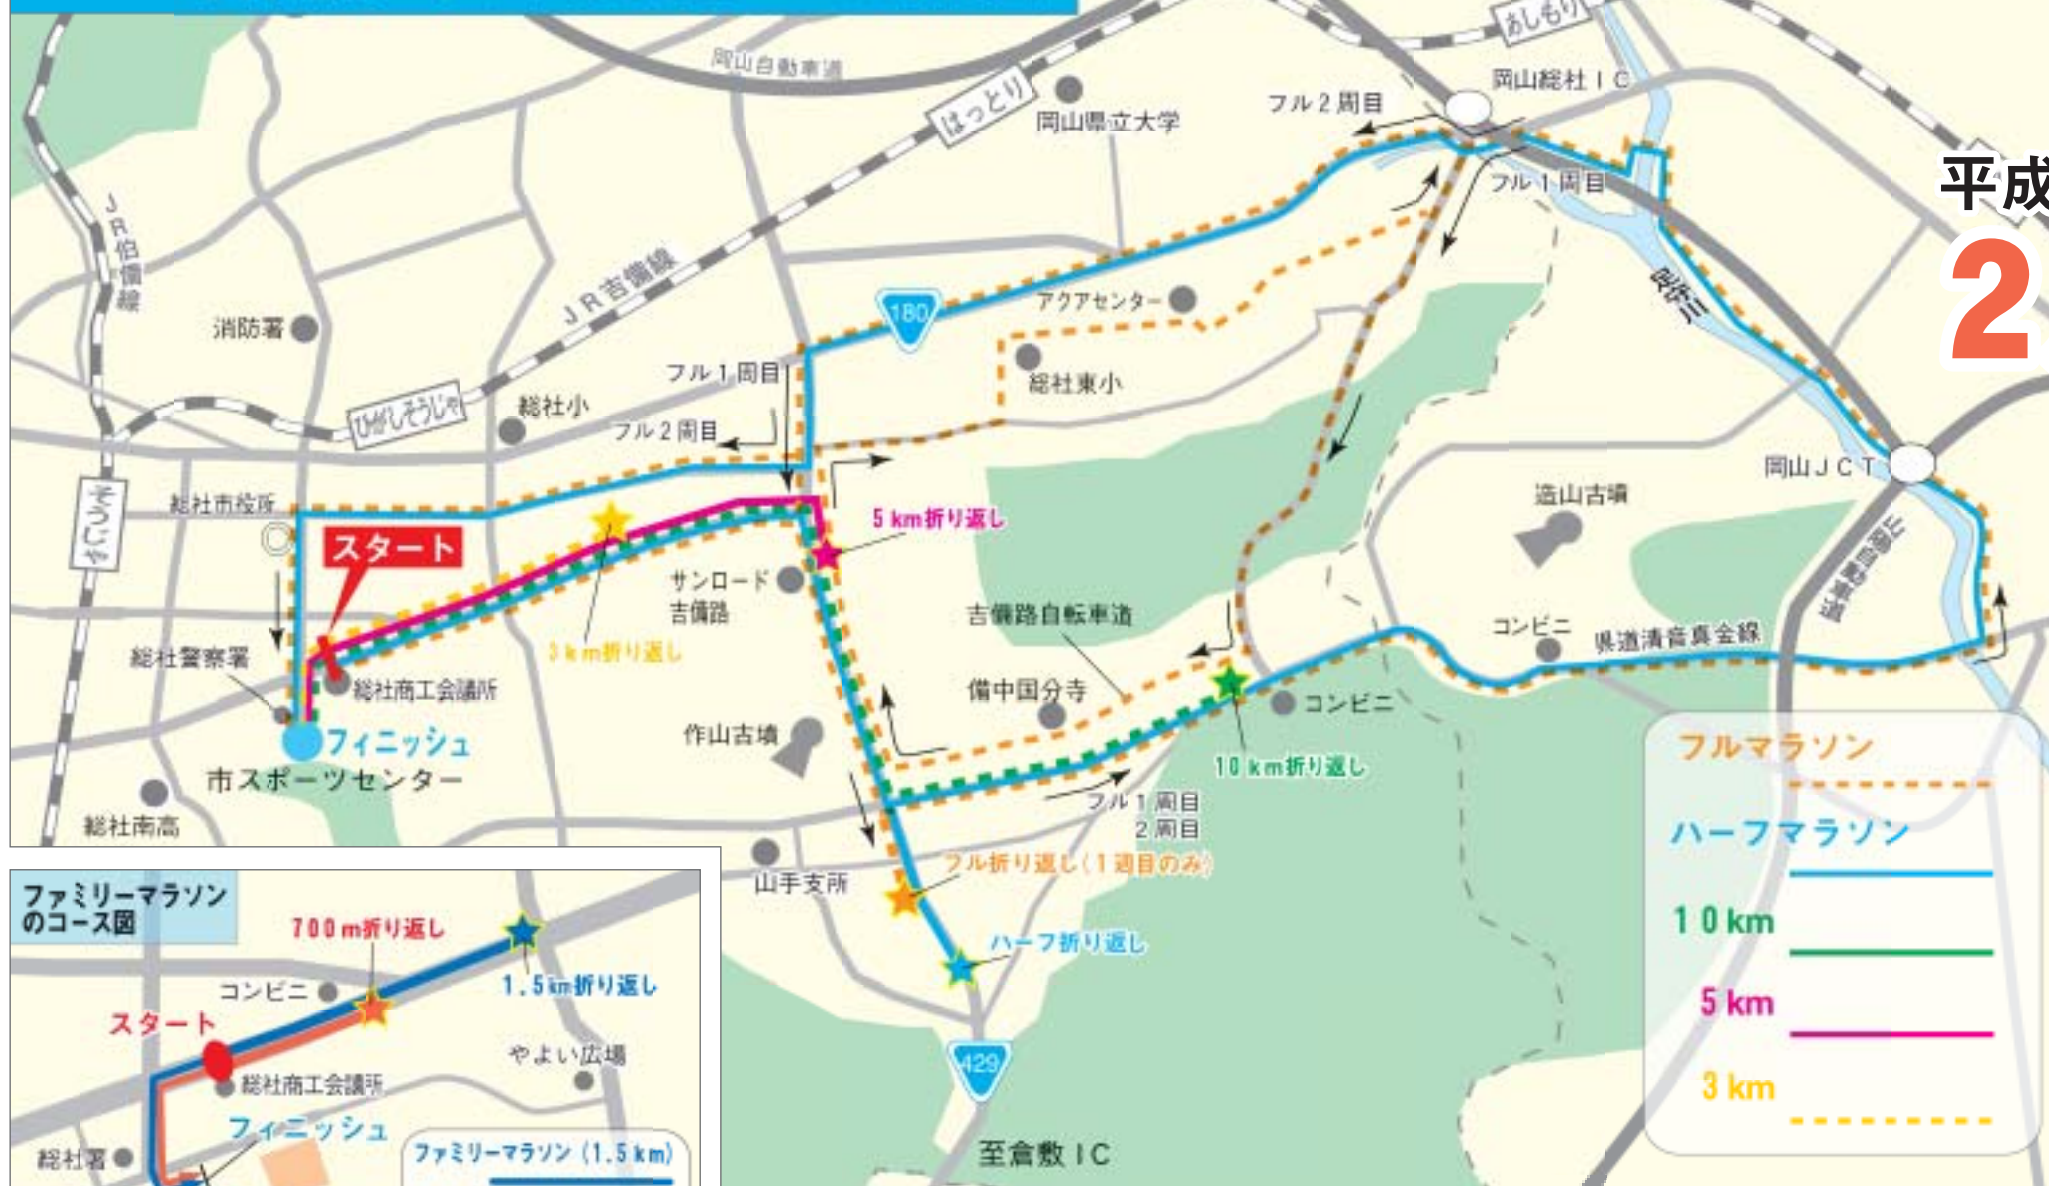 岡山自動車道
あしもり
岡山総社IC
はっとり
岡山県立大学
フル2周目
フル1周目
平成
2
JR伯備線
JR吉備線
180
アクアセンター
足守川
消防署
フル1周目
総社東小
ひがしそうじゃ
総社小
フル2周目
岡山JCT
造山古墳
総社市役所
そうじゃ
スタート
5km折り返し
サンロード
吉備路
山陽自動車道
吉備路自転車道
コンビニ
県道清音真金線
3km折り返し
総社警察署
総社商工会議所
備中国分寺
コンビニ
作山古墳
フィニッシュ
市スポーツセンター
10km折り返し
フル1周目
2周目
総社南高
フル折り返し(1週目のみ)
山手支所
ハーフ折り返し
429
至倉敷IC
フルマラソン
ハーフマラソン
10km
5km
3km
ファミリーマラソン
のコース図
700m折り返し
コンビニ
1.5km折り返し
スタート
やよい広場
総社商工会議所
フィニッシュ
総社署
ファミリーマラソン(1.5km)